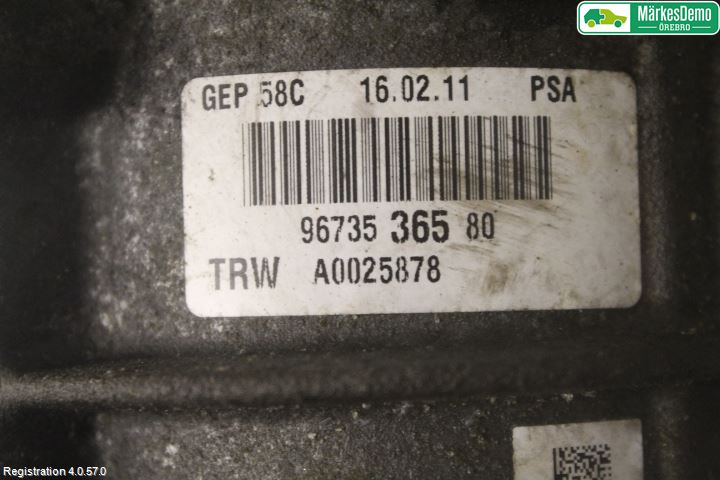 MärkesDemo
ÖREBRO
GEP 58C 16.02.11 PSA
96735 365 80
TRW A0025878
Registration 4.0.57.0